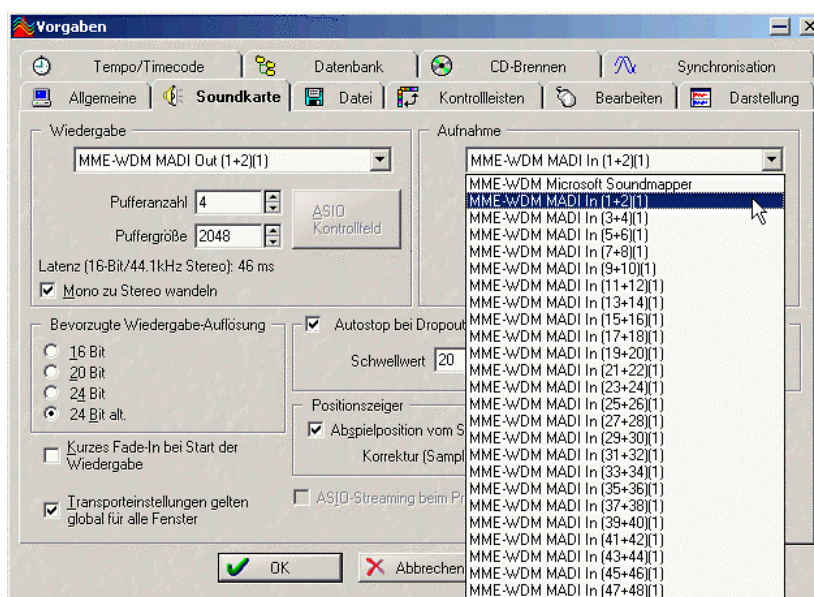 Vorgaben
Tempo/Timecode
Datenbank
CD-Brennen
Synchronisation
Allgemeine
Soundkarte
Datei
Kontrollleisten
Bearbeiten
Darstellung
Wiedergabe
MME-WDM MADI Out (1+2)(1)
Pufferanzahl 4
Puffergröße 2048
ASIO
Kontrollfeld
Latenz (16-Bit/44.1kHz Stereo): 46 ms
Mono zu Stereo wandeln
Aufnahme
MME-WDM MADI In (1+2)(1)
MME-WDM Microsoft Soundmapper
MME-WDM MADI In (1+2)(1)
MME-WDM MADI In (3+4)(1)
MME-WDM MADI In (5+6)(1)
MME-WDM MADI In (7+8)(1)
MME-WDM MADI In (9+10)(1)
MME-WDM MADI In (11+12)(1)
MME-WDM MADI In (13+14)(1)
MME-WDM MADI In (15+16)(1)
MME-WDM MADI In (17+18)(1)
MME-WDM MADI In (19+20)(1)
MME-WDM MADI In (21+22)(1)
MME-WDM MADI In (23+24)(1)
MME-WDM MADI In (25+26)(1)
MME-WDM MADI In (27+28)(1)
MME-WDM MADI In (29+30)(1)
MME-WDM MADI In (31+32)(1)
MME-WDM MADI In (33+34)(1)
MME-WDM MADI In (35+36)(1)
MME-WDM MADI In (37+38)(1)
MME-WDM MADI In (39+40)(1)
MME-WDM MADI In (41+42)(1)
MME-WDM MADI In (43+44)(1)
MME-WDM MADI In (45+46)(1)
MME-WDM MADI In (47+48)(1)
Bevorzugte Wiedergabe-Auflösung
16 Bit
20 Bit
24 Bit
24 Bit alt.
Kurzes Fade-In bei Start der
Wiedergabe
Transporteinstellungen gelten
global für alle Fenster
Autostop bei Dropout
Schwellwert 20
Positionszeiger
Abspielposition vom S
Korrektur (Sampl
ASIO-Streaming beim Pr
OK
Abbrechen